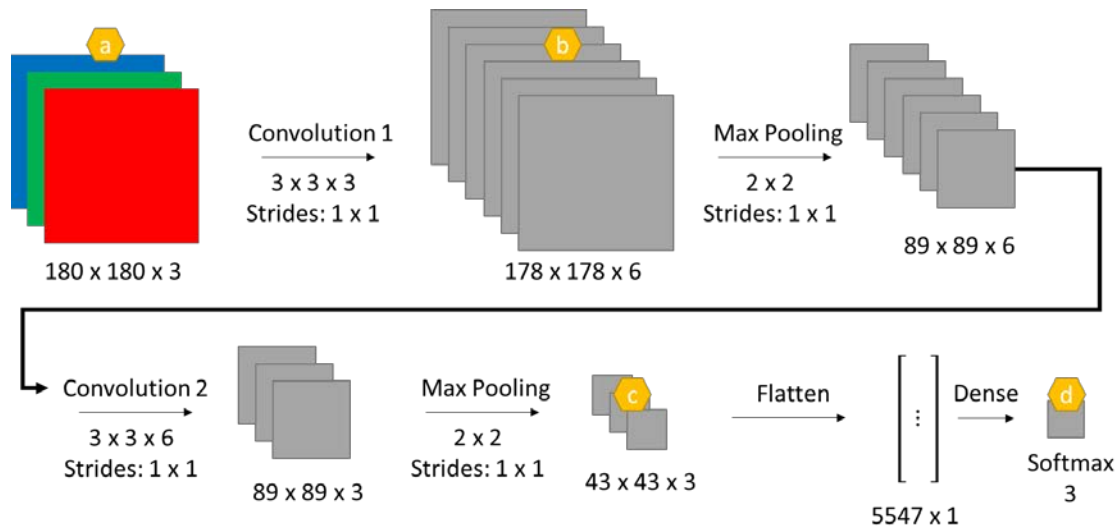 a
b
Convolution 1
3 x 3 x 3
Strides: 1 x 1
Max Pooling
2 x 2
Strides: 1 x 1
180 x 180 x 3
178 x 178 x 6
89 x 89 x 6
Convolution 2
3 x 3 x 6
Strides: 1 x 1
89 x 89 x 3
Max Pooling
2 x 2
Strides: 1 x 1
c
43 x 43 x 3
Flatten
...
5547 x 1
Dense
d
Softmax
3